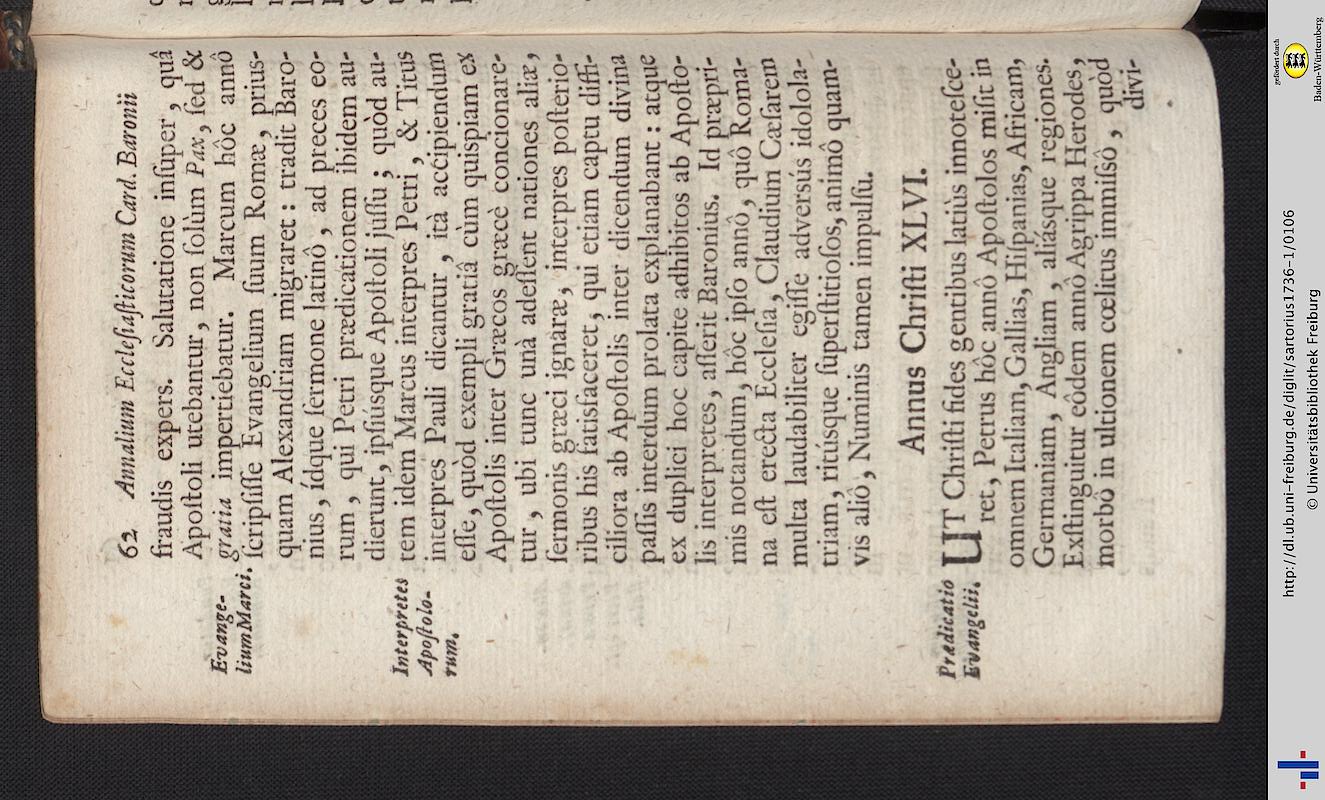 62 Annalium Eccleſiaſticorum Card. Baronii
fraudis expers. Salutatione inſuper, quâ
Apoſtoli utebantur, non ſolùm Pax, ſed &
gratia impertiebatur. Marcum hôc annô
Evange-
lium Marci.
ſcripſiſſe Evangelium ſuum Romæ, prius-
quam Alexandriam migraret: tradit Baro-
nius, ídque ſermone latinô, ad preces eo-
rum, qui Petri prædicationem ibidem au-
dierunt, ipſiúsque Apoſtoli juſſu; quòd au-
Interpretes
Apoſtolo-
rum.
rem idem Marcus interpres Petri, & Titus
interpres Pauli dicantur, ità accipiendum
eſſe, quòd exempli gratiâ cùm quispiam ex
Apoſtolis inter Græcos græcè concionare-
tur, ubi tunc unà adeſſent nationes aliæ,
ſermonis græci ignaræ, interpres poſterio-
ribus his ſatisfaceret, qui etiam captu diffi-
ciliora ab Apoſtolis inter dicendum divina
paſſis interdum prolata explanabant: atque
ex duplici hoc capite adhibitos ab Apoſto-
lis interpretes, aſſerit Baronius. Id præpri-
mis notandum, hôc ipſo annô, quô Roma-
na eſt erecta Eccleſia, Claudium Cæſarem
multa laudabiliter egiſſe adversús idolola-
triam, ritúsque ſuperſtitioſos, animô quam-
vis aliô, Numinis tamen impulſu.
Annus Chriſti XLVI.
Prædicatio
Evangelii.
UT Chriſti fides gentibus latiùs innoteſce-
ret, Petrus hôc annô Apoſtolos miſit in
omnem Italiam, Gallias, Hiſpanias, Africam,
Germaniam, Angliam, aliásque regiones.
Exſtinguitur eôdem annô Agrippa Herodes,
morbô in ultionem cœlitus immiſſô, quòd
divi-
gefördert durch
Baden-Württemberg
http://dl.ub.uni-freiburg.de/diglit/sartorius1736-1/0106
© Universitätsbibliothek Freiburg